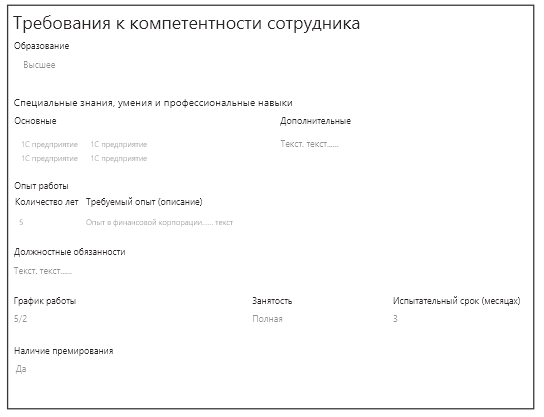 Требования к компетентности сотрудника
Образование
Высшее
Специальные знания, умения и профессиональные навыки
Основные Дополнительные
1С предприятие 1С предприятие Текст. текст......
1С предприятие 1С предприятие
Опыт работы
Количество лет Требуемый опыт (описание)
5 Опыт в финансовой корпорации...... текст
Должностные обязанности
Текст. текст......
График работы Занятость Испытательный срок (месяцах)
5/2 Полная 3
Наличие премирования
Да